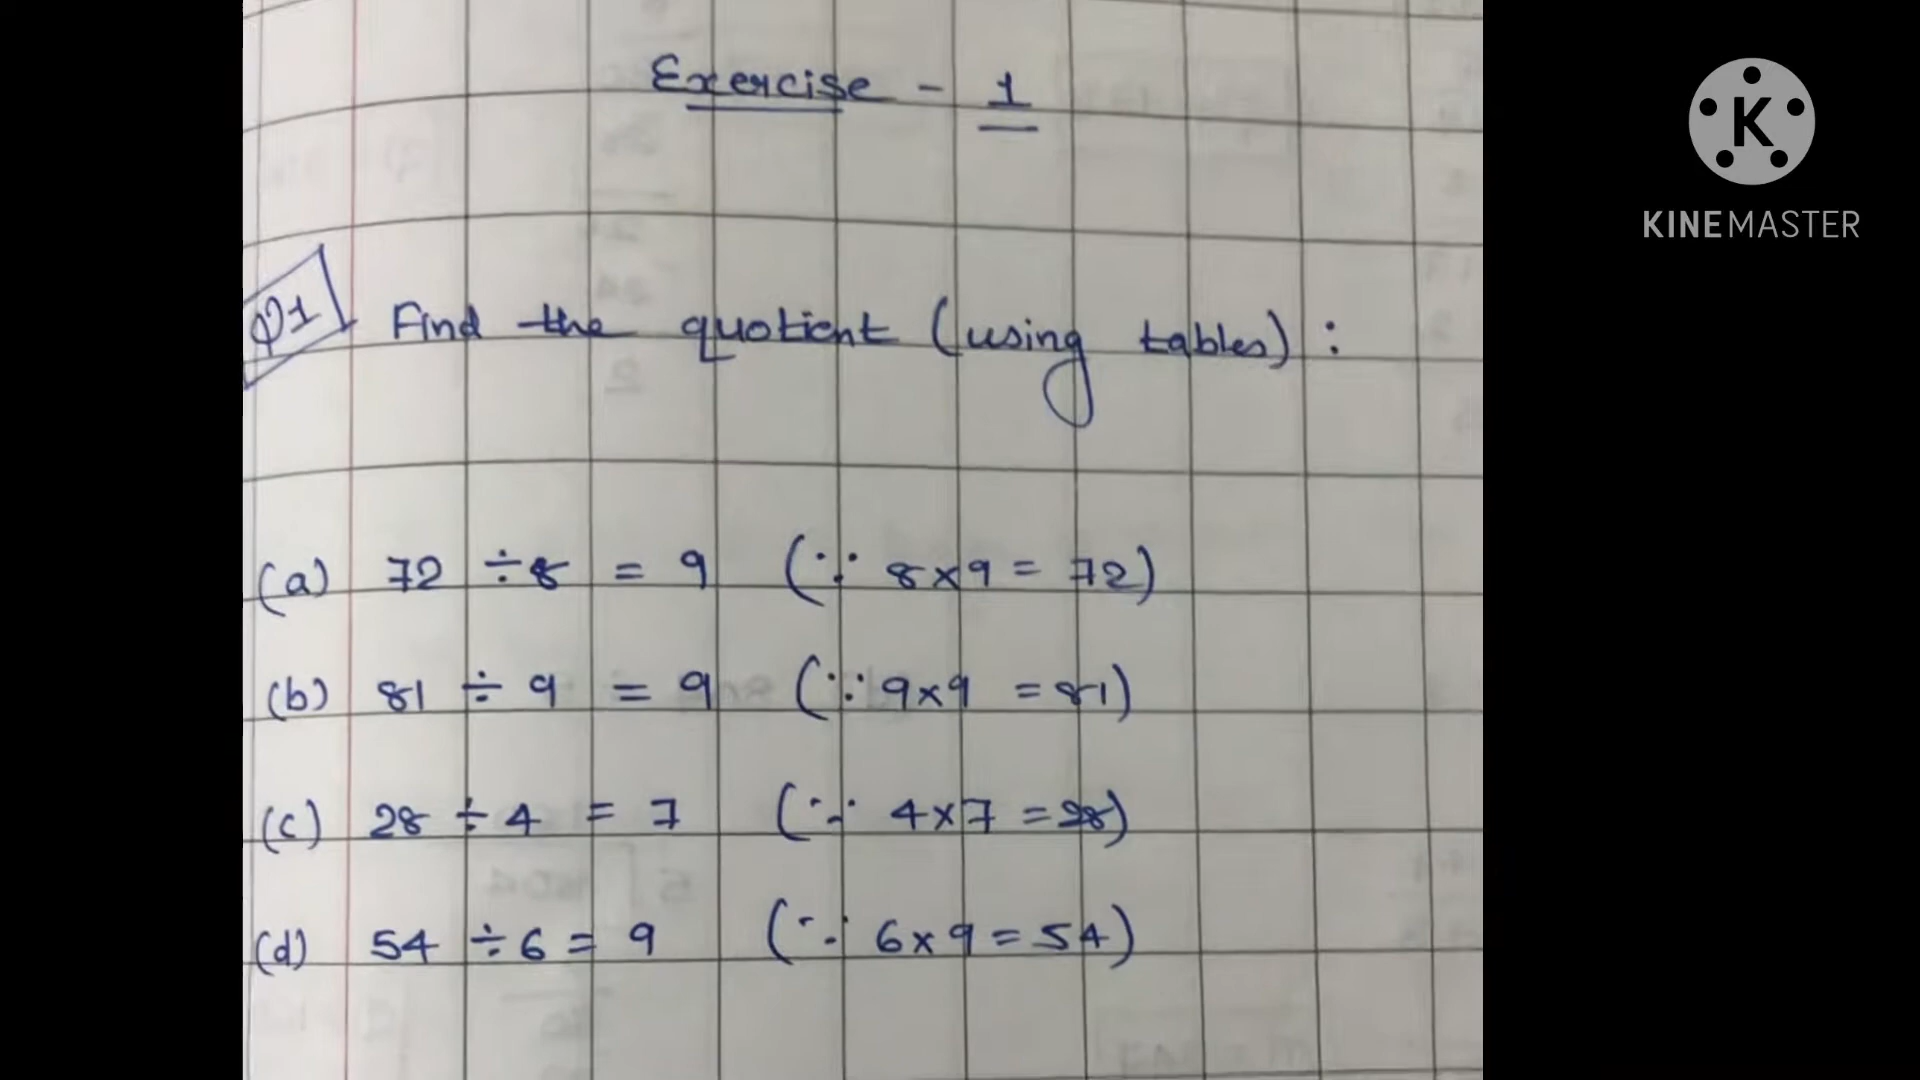 Exercise - 1
Q1 Find the quotient (using tables) :
(a) 72 ÷ 8 = 9 (∵ 8×9 = 72)
(b) 81 ÷ 9 = 9 (∵ 9×9 = 81)
(c) 28 ÷ 4 = 7 (∵ 4×7 = 28)
(d) 54 ÷ 6 = 9 (∵ 6×9 = 54)
K
KINEMASTER